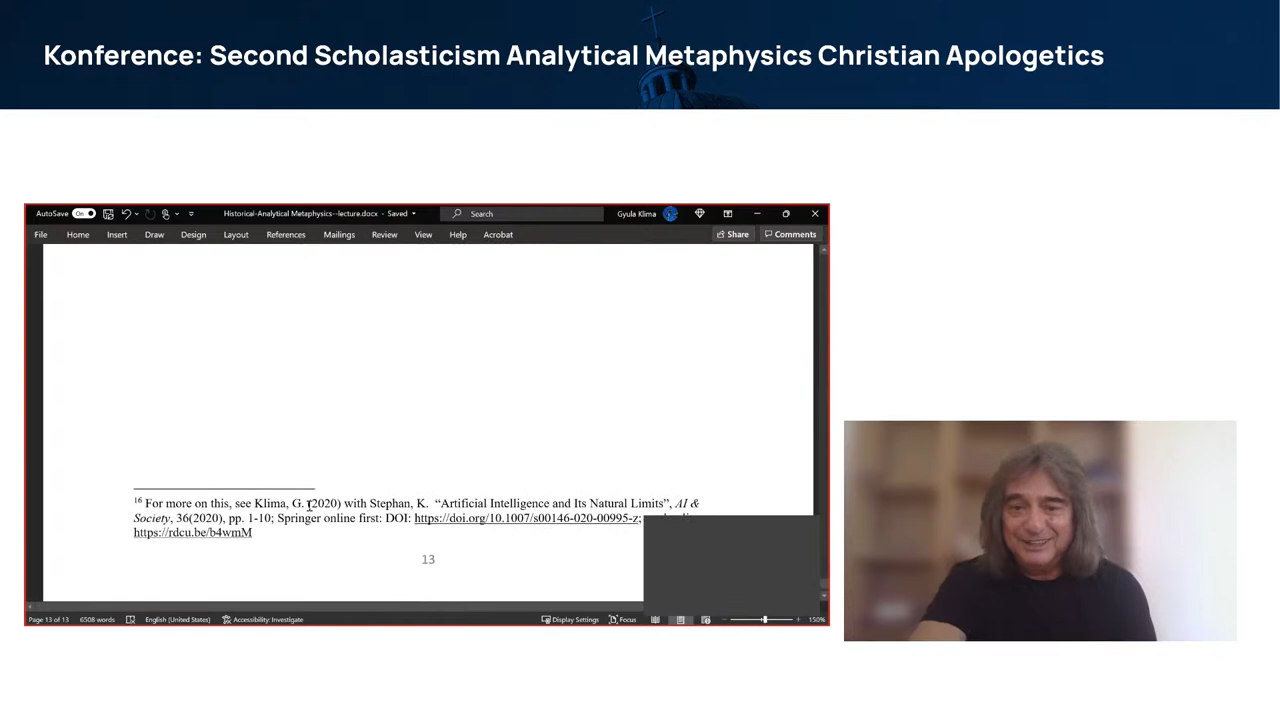 Konference: Second Scholasticism Analytical Metaphysics Christian Apologetics
AutoSave On Historical-Analytical Metaphysics--lecture.docx - Saved Search Gyula Klima
File Home Insert Draw Design Layout References Mailings Review View Help Acrobat Share Comments
16 For more on this, see Klima, G. (2020) with Stephan, K. “Artificial Intelligence and Its Natural Limits”, AI &
Society, 36(2020), pp. 1-10; Springer online first: DOI: https://doi.org/10.1007/s00146-020-00995-z;
https://rdcu.be/b4wmM
13
Page 13 of 13 6508 words English (United States) Accessibility: Investigate Display Settings Focus 150%